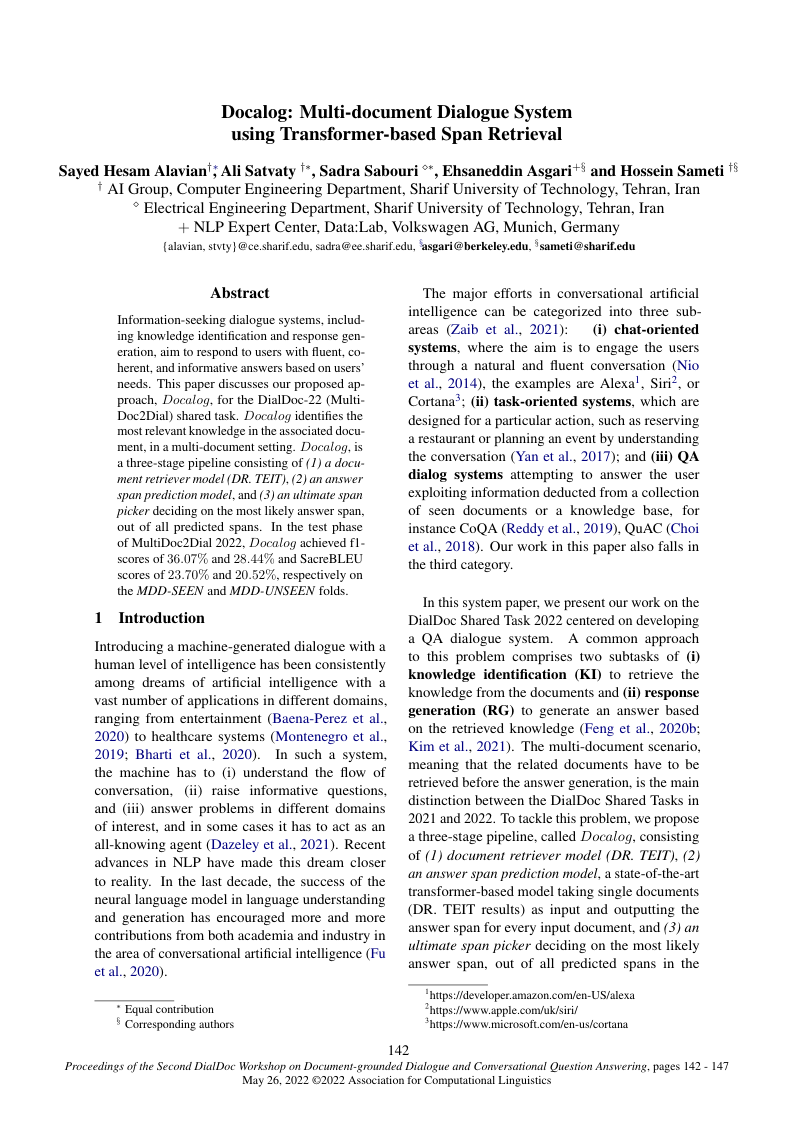 Docalog: Multi-document Dialogue System
using Transformer-based Span Retrieval
Sayed Hesam Alavian†*, Ali Satvaty †*, Sadra Sabouri ⋄*, Ehsaneddin Asgari+§ and Hossein Sameti †§
† AI Group, Computer Engineering Department, Sharif University of Technology, Tehran, Iran
⋄ Electrical Engineering Department, Sharif University of Technology, Tehran, Iran
+ NLP Expert Center, Data:Lab, Volkswagen AG, Munich, Germany
{alavian, stvty}@ce.sharif.edu, sadra@ee.sharif.edu, §asgari@berkeley.edu, §sameti@sharif.edu
Abstract
Information-seeking dialogue systems, includ-
ing knowledge identification and response gen-
eration, aim to respond to users with fluent, co-
herent, and informative answers based on users'
needs. This paper discusses our proposed ap-
proach, Docalog, for the DialDoc-22 (Multi-
Doc2Dial) shared task. Docalog identifies the
most relevant knowledge in the associated docu-
ment, in a multi-document setting. Docalog, is
a three-stage pipeline consisting of (1) a docu-
ment retriever model (DR. TEIT), (2) an answer
span prediction model, and (3) an ultimate span
picker deciding on the most likely answer span,
out of all predicted spans. In the test phase
of MultiDoc2Dial 2022, Docalog achieved f1-
scores of 36.07% and 28.44% and SacreBLEU
scores of 23.70% and 20.52%, respectively on
the MDD-SEEN and MDD-UNSEEN folds.
1 Introduction
Introducing a machine-generated dialogue with a
human level of intelligence has been consistently
among dreams of artificial intelligence with a
vast number of applications in different domains,
ranging from entertainment (Baena-Perez et al.,
2020) to healthcare systems (Montenegro et al.,
2019; Bharti et al., 2020). In such a system,
the machine has to (i) understand the flow of
conversation, (ii) raise informative questions,
and (iii) answer problems in different domains
of interest, and in some cases it has to act as an
all-knowing agent (Dazeley et al., 2021). Recent
advances in NLP have made this dream closer
to reality. In the last decade, the success of the
neural language model in language understanding
and generation has encouraged more and more
contributions from both academia and industry in
the area of conversational artificial intelligence (Fu
et al., 2020).
* Equal contribution
§ Corresponding authors
The major efforts in conversational artificial
intelligence can be categorized into three sub-
areas (Zaib et al., 2021): (i) chat-oriented
systems, where the aim is to engage the users
through a natural and fluent conversation (Nio
et al., 2014), the examples are Alexa1, Siri2, or
Cortana3; (ii) task-oriented systems, which are
designed for a particular action, such as reserving
a restaurant or planning an event by understanding
the conversation (Yan et al., 2017); and (iii) QA
dialog systems attempting to answer the user
exploiting information deducted from a collection
of seen documents or a knowledge base, for
instance CoQA (Reddy et al., 2019), QuAC (Choi
et al., 2018). Our work in this paper also falls in
the third category.
In this system paper, we present our work on the
DialDoc Shared Task 2022 centered on developing
a QA dialogue system. A common approach
to this problem comprises two subtasks of (i)
knowledge identification (KI) to retrieve the
knowledge from the documents and (ii) response
generation (RG) to generate an answer based
on the retrieved knowledge (Feng et al., 2020b;
Kim et al., 2021). The multi-document scenario,
meaning that the related documents have to be
retrieved before the answer generation, is the main
distinction between the DialDoc Shared Tasks in
2021 and 2022. To tackle this problem, we propose
a three-stage pipeline, called Docalog, consisting
of (1) document retriever model (DR. TEIT), (2)
an answer span prediction model, a state-of-the-art
transformer-based model taking single documents
(DR. TEIT results) as input and outputting the
answer span for every input document, and (3) an
ultimate span picker deciding on the most likely
answer span, out of all predicted spans in the
1https://developer.amazon.com/en-US/alexa
2https://www.apple.com/uk/siri/
3https://www.microsoft.com/en-us/cortana
142
Proceedings of the Second DialDoc Workshop on Document-grounded Dialogue and Conversational Question Answering, pages 142 - 147
May 26, 2022 ©2022 Association for Computational Linguistics